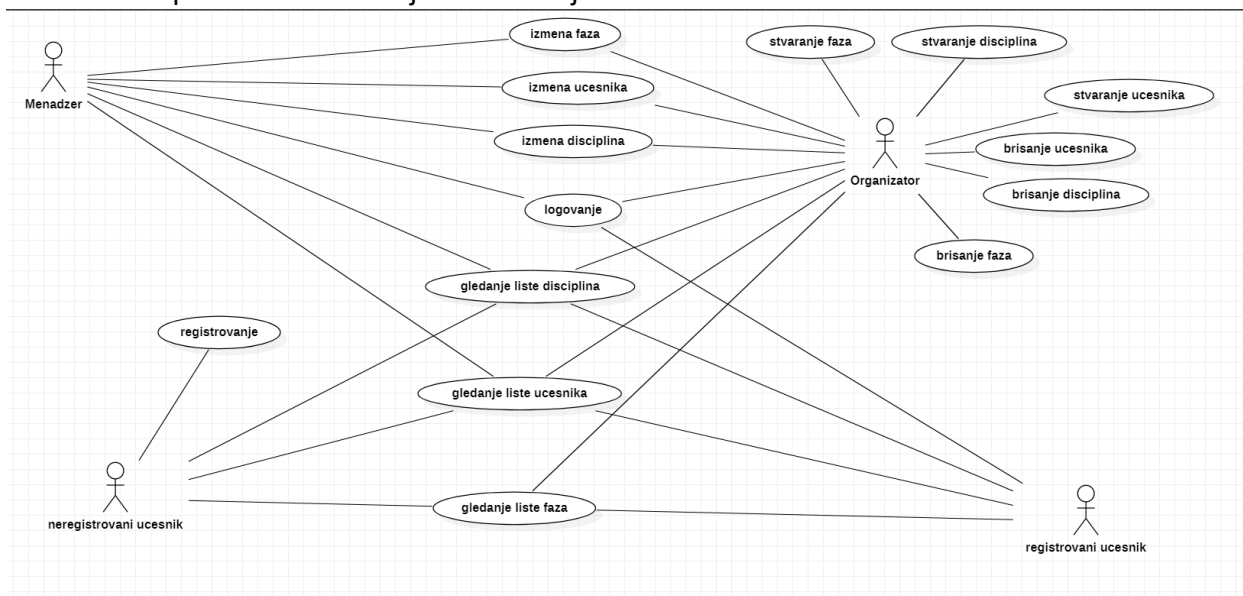 izmena faza
stvaranje faza
stvaranje disciplina
Menadzer
izmena ucesnika
stvaranje ucesnika
izmena disciplina
brisanje ucesnika
Organizator
brisanje disciplina
logovanje
brisanje faza
gledanje liste disciplina
registrovanje
gledanje liste ucesnika
gledanje liste faza
neregistrovani ucesnik
registrovani ucesnik